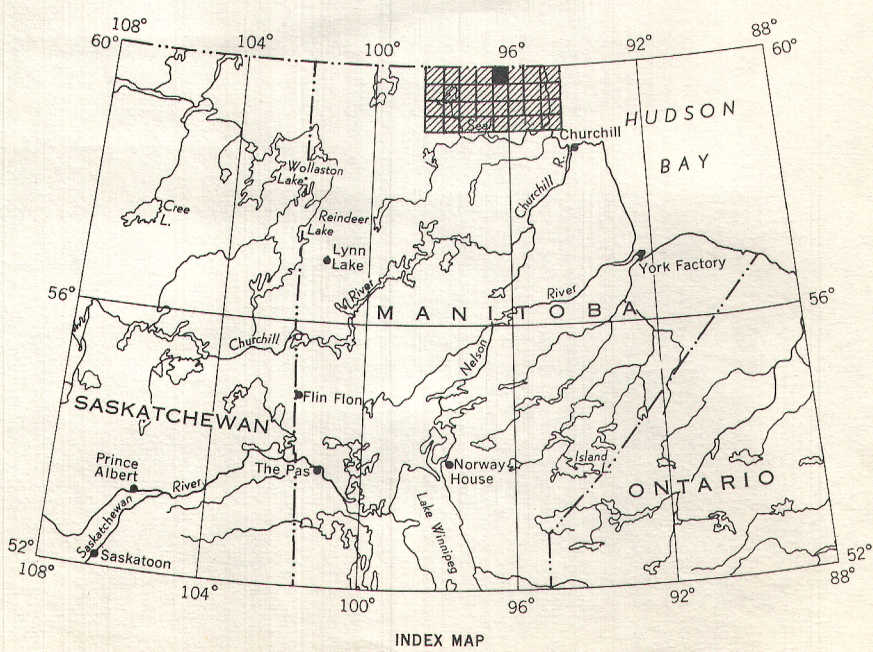 108°
104°
100°
96°
92°
88°
60°
60°
HUDSON
BAY
Seal
Churchill
Churchill R.
Wollaston
Lake
Cree
L.
Reindeer
Lake
Lynn
Lake
River
York Factory
River
56°
MANITOBA
56°
Churchill
Nelson
Flin Flon
SASKATCHEWAN
Prince
Albert
River
The Pas
Norway
House
Island
ONTARIO
Lake Winnipeg
Saskatchewan
Saskatoon
52°
108°
52°
88°
104°
100°
96°
92°
INDEX MAP